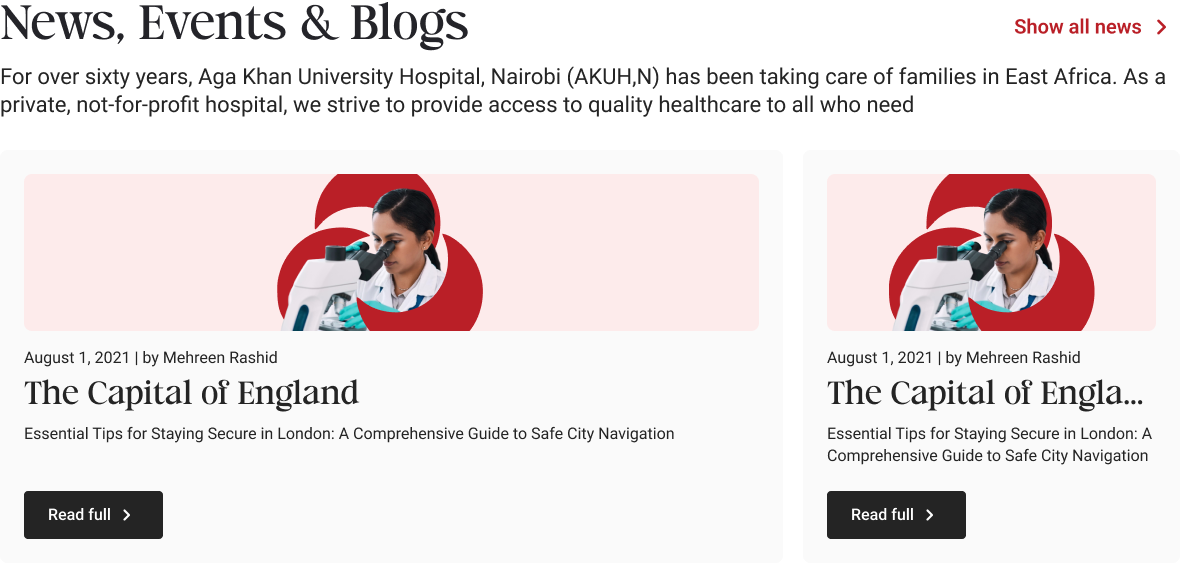 News, Events & Blogs
Show all news
For over sixty years, Aga Khan University Hospital, Nairobi (AKUH,N) has been taking care of families in East Africa. As a
private, not-for-profit hospital, we strive to provide access to quality healthcare to all who need
August 1, 2021 | by Mehreen Rashid
The Capital of England
Essential Tips for Staying Secure in London: A Comprehensive Guide to Safe City Navigation
Read full
August 1, 2021 | by Mehreen Rashid
The Capital of Engla...
Essential Tips for Staying Secure in London: A
Comprehensive Guide to Safe City Navigation
Read full